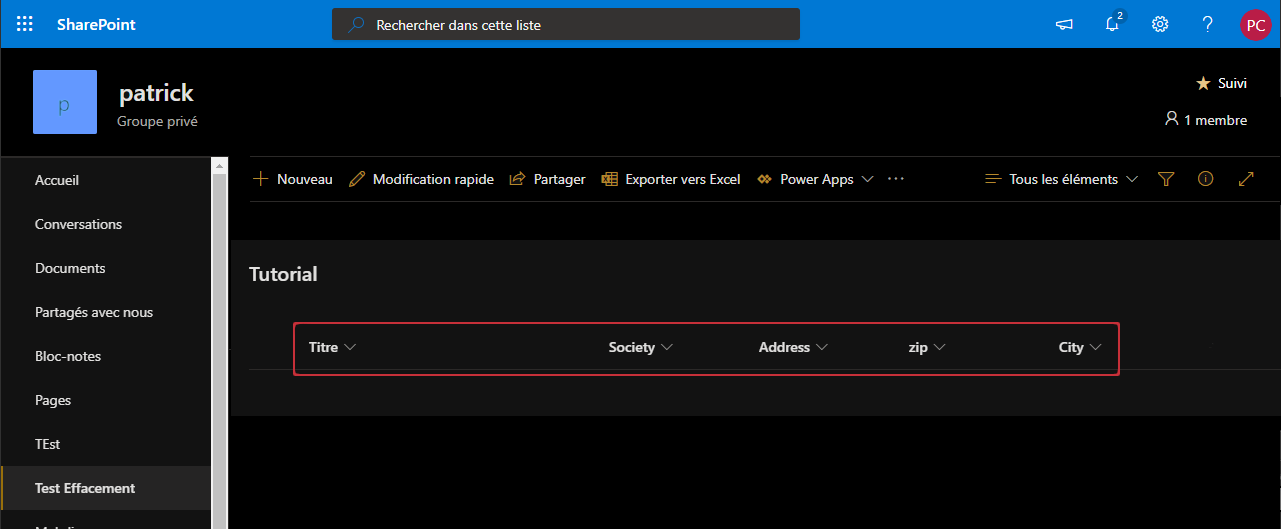 SharePoint
Rechercher dans cette liste
2
PC
p
patrick
Groupe privé
Suivi
1 membre
Accueil
Conversations
Documents
Partagés avec nous
Bloc-notes
Pages
TEst
Test Effacement
Nouveau
Modification rapide
Partager
Exporter vers Excel
Power Apps
Tous les éléments
Tutorial
Titre Society Address zip City